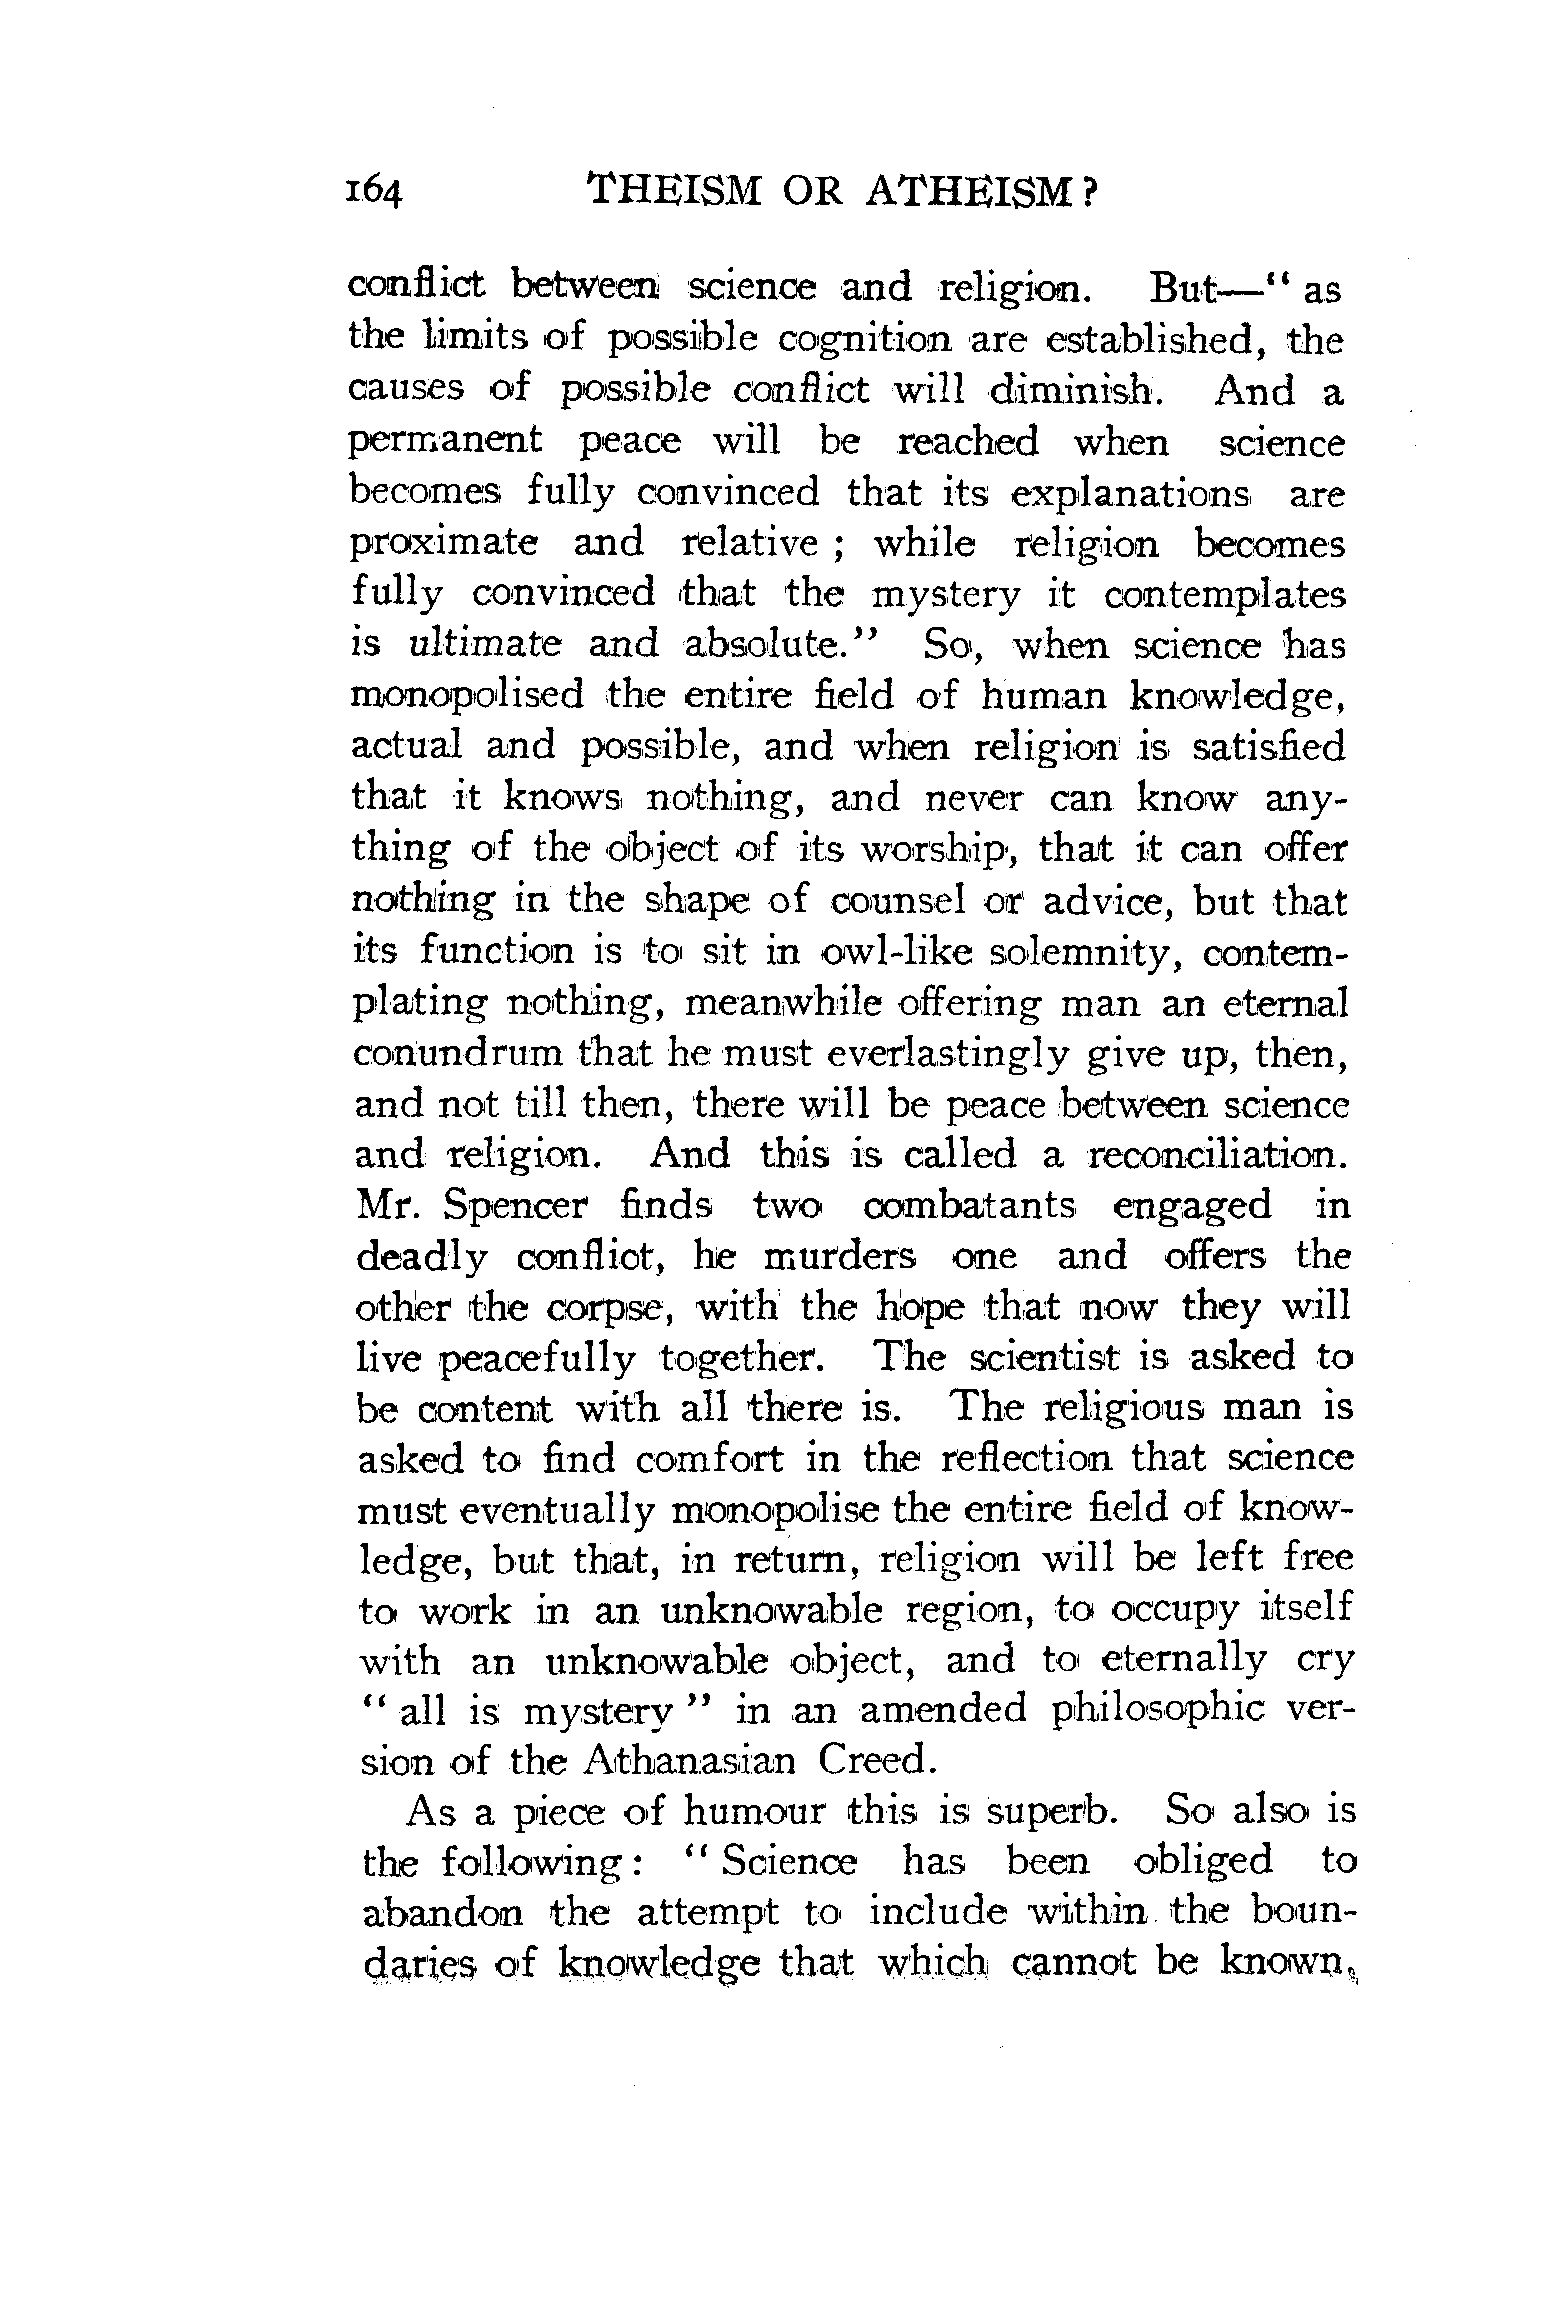 164 THEISM OR ATHEISM?
conflict between science and religion. But—“ as
the limits of possible cognition are established, the
causes of possible conflict will diminish. And a
permanent peace will be reached when science
becomes fully convinced that its explanations are
proximate and relative ; while religion becomes
fully convinced that the mystery it contemplates
is ultimate and absolute.” So, when science has
monopolised the entire field of human knowledge,
actual and possible, and when religion is satisfied
that it knows nothing, and never can know any-
thing of the object of its worship, that it can offer
nothing in the shape of counsel or advice, but that
its function is to sit in owl-like solemnity, contem-
plating nothing, meanwhile offering man an eternal
conundrum that he must everlastingly give up, then,
and not till then, there will be peace between science
and religion. And this is called a reconciliation.
Mr. Spencer finds two combatants engaged in
deadly conflict, he murders one and offers the
other the corpse, with the hope that now they will
live peacefully together. The scientist is asked to
be content with all there is. The religious man is
asked to find comfort in the reflection that science
must eventually monopolise the entire field of know-
ledge, but that, in return, religion will be left free
to work in an unknowable region, to occupy itself
with an unknowable object, and to eternally cry
“ all is mystery ” in an amended philosophic ver-
sion of the Athanasian Creed.
As a piece of humour this is superb. So also is
the following: “ Science has been obliged to
abandon the attempt to include within the boun-
daries of knowledge that which cannot be known,